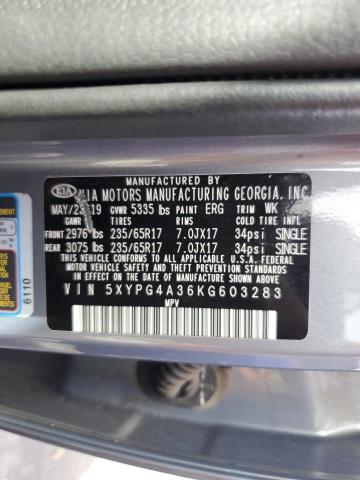 MANUFACTURED BY
KIA KIA MOTORS MANUFACTURING GEORGIA, INC
MAY/23/19 GVWR 5335 lbs PAINT ERG TRIM WK
GAWR TIRES RIMS COLD TIRE INF
FRONT 2976 lbs 235/65R17 7.0JX17 34psi SINGLE
REAR 3075 lbs 235/65R17 7.0JX17 34psi SINGLE
THIS VEHICLE CONFORMS TO ALL APPLICABLE
FEDERAL MOTOR VEHICLE SAFETY, BUMPER, AND
THEFT PREVENTION STANDARDS IN EFFECT ON
THE DATE OF MANUFACTURE SHOWN ABOVE.
VIN 5XYPG4A36KG603283
MPV
6110